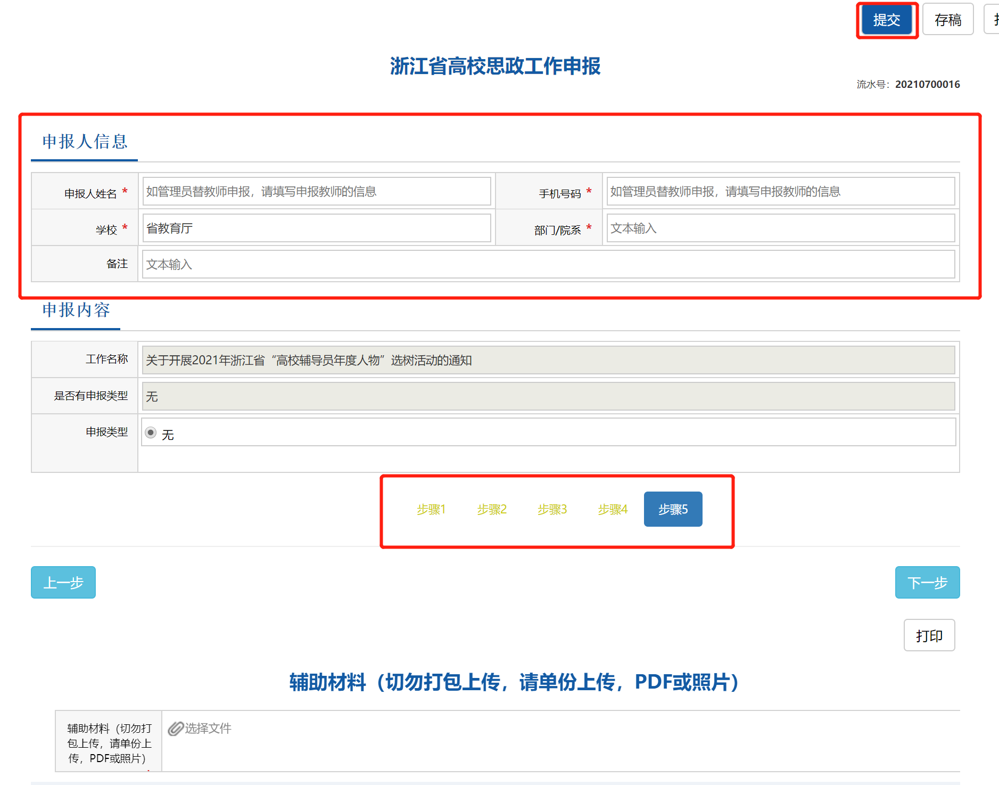 提交 存稿
浙江省高校思政工作申报
流水号：20210700016
申报人信息
申报人姓名 * 如管理员替教师申报，请填写申报教师的信息 手机号码 * 如管理员替教师申报，请填写申报教师的信息
学校 * 省教育厅 部门/院系 * 文本输入
备注 文本输入
申报内容
工作名称 关于开展2021年浙江省“高校辅导员年度人物”选树活动的通知
是否有申报类型 无
申报类型 无
步骤1 步骤2 步骤3 步骤4 步骤5
上一步 下一步
打印
辅助材料（切勿打包上传，请单份上传，PDF或照片）
辅助材料（切勿打 选择文件
包上传，请单份上
传，PDF或照片）